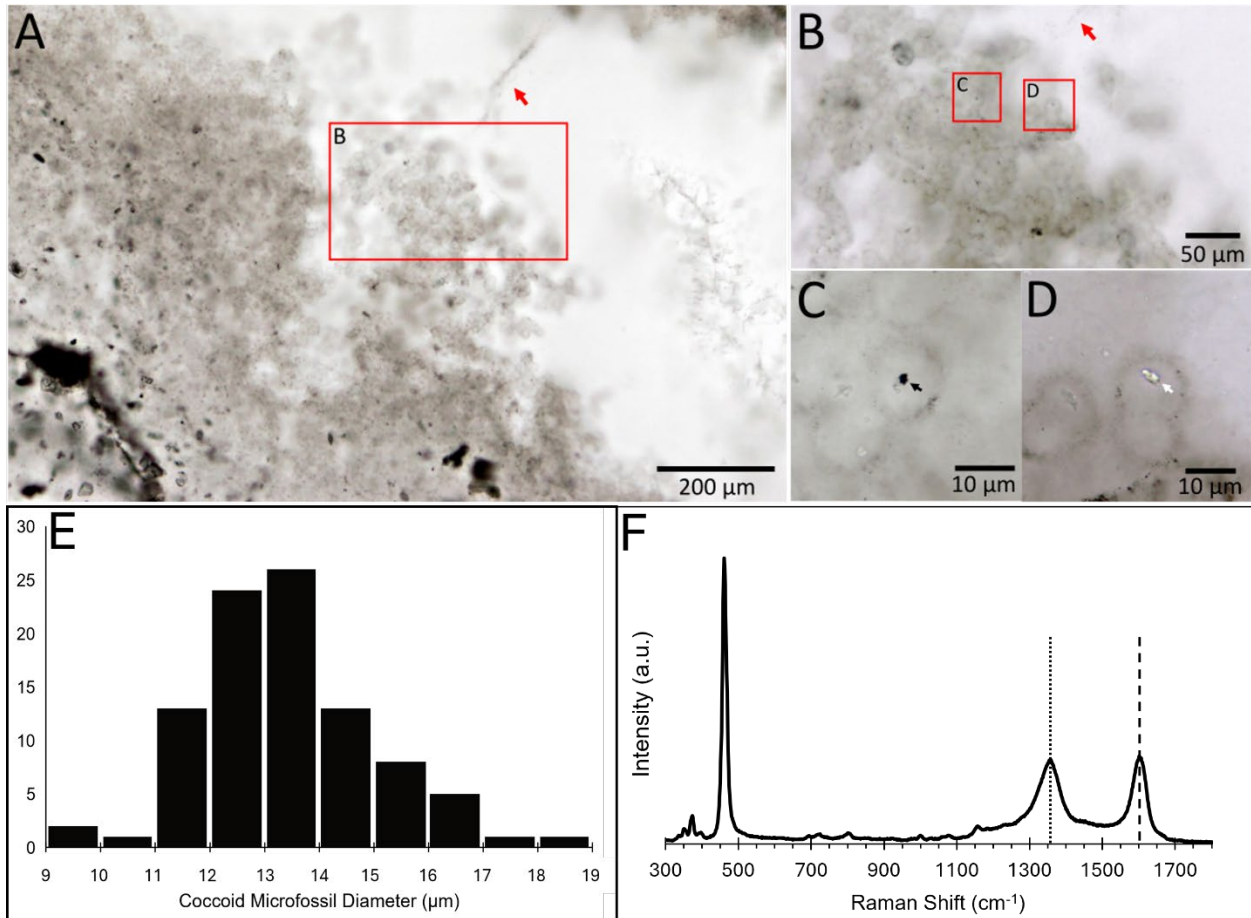 A
B
200 µm
B
C
D
50 µm
C
10 µm
D
10 µm
E
30
25
20
15
10
5
0
9 10 11 12 13 14 15 16 17 18 19
Coccoid Microfossil Diameter (µm)
F
Intensity (a.u.)
300 500 700 900 1100 1300 1500 1700
Raman Shift (cm⁻¹)